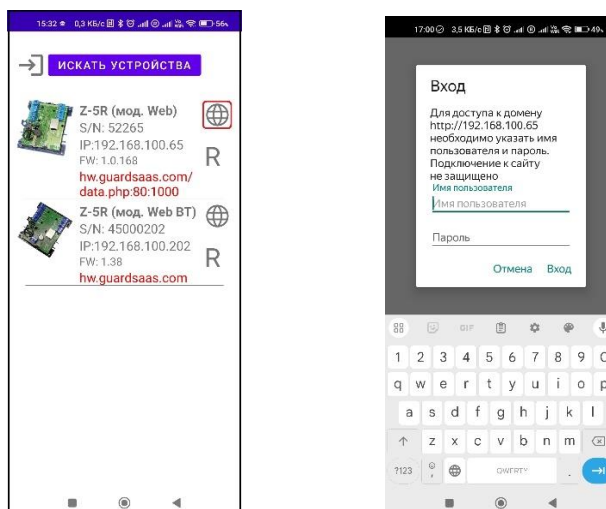 15:32 0,3 КБ/с 56%
ИСКАТЬ УСТРОЙСТВА
Z-5R (мод. Web)
S/N: 52265
IP:192.168.100.65
FW: 1.0.168
R
hw.guardsaas.com/
data.php:80:1000
Z-5R (мод. Web BT)
S/N: 45000202
IP:192.168.100.202
FW: 1.38
R
hw.guardsaas.com
17:00 3,5 КБ/с 49%
Вход
Для доступа к домену
http://192.168.100.65
необходимо указать имя
пользователя и пароль.
Подключение к сайту
не защищено
Имя пользователя
Имя пользователя
Пароль
Отмена Вход
GIF
1 2 3 4 5 6 7 8 9 0
q w e r t y u i o p
a s d f g h j k l
z x c v b n m
?123 , QWERTY .